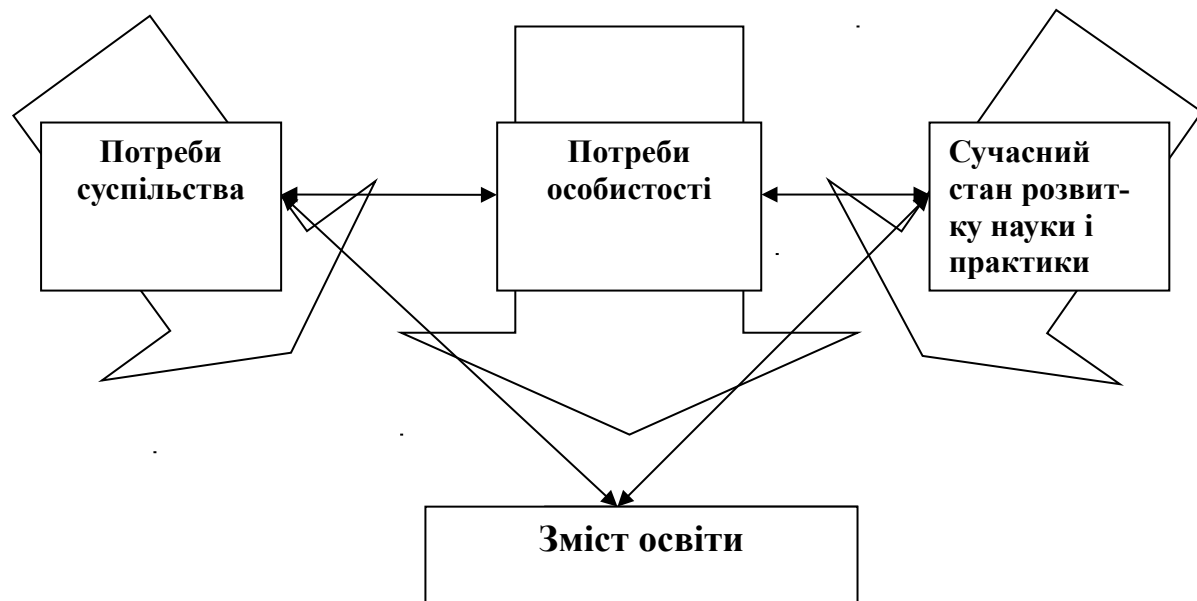 Потреби
суспільства
Потреби
особистості
Сучасний
стан розвит-
ку науки і
практики
Зміст освіти